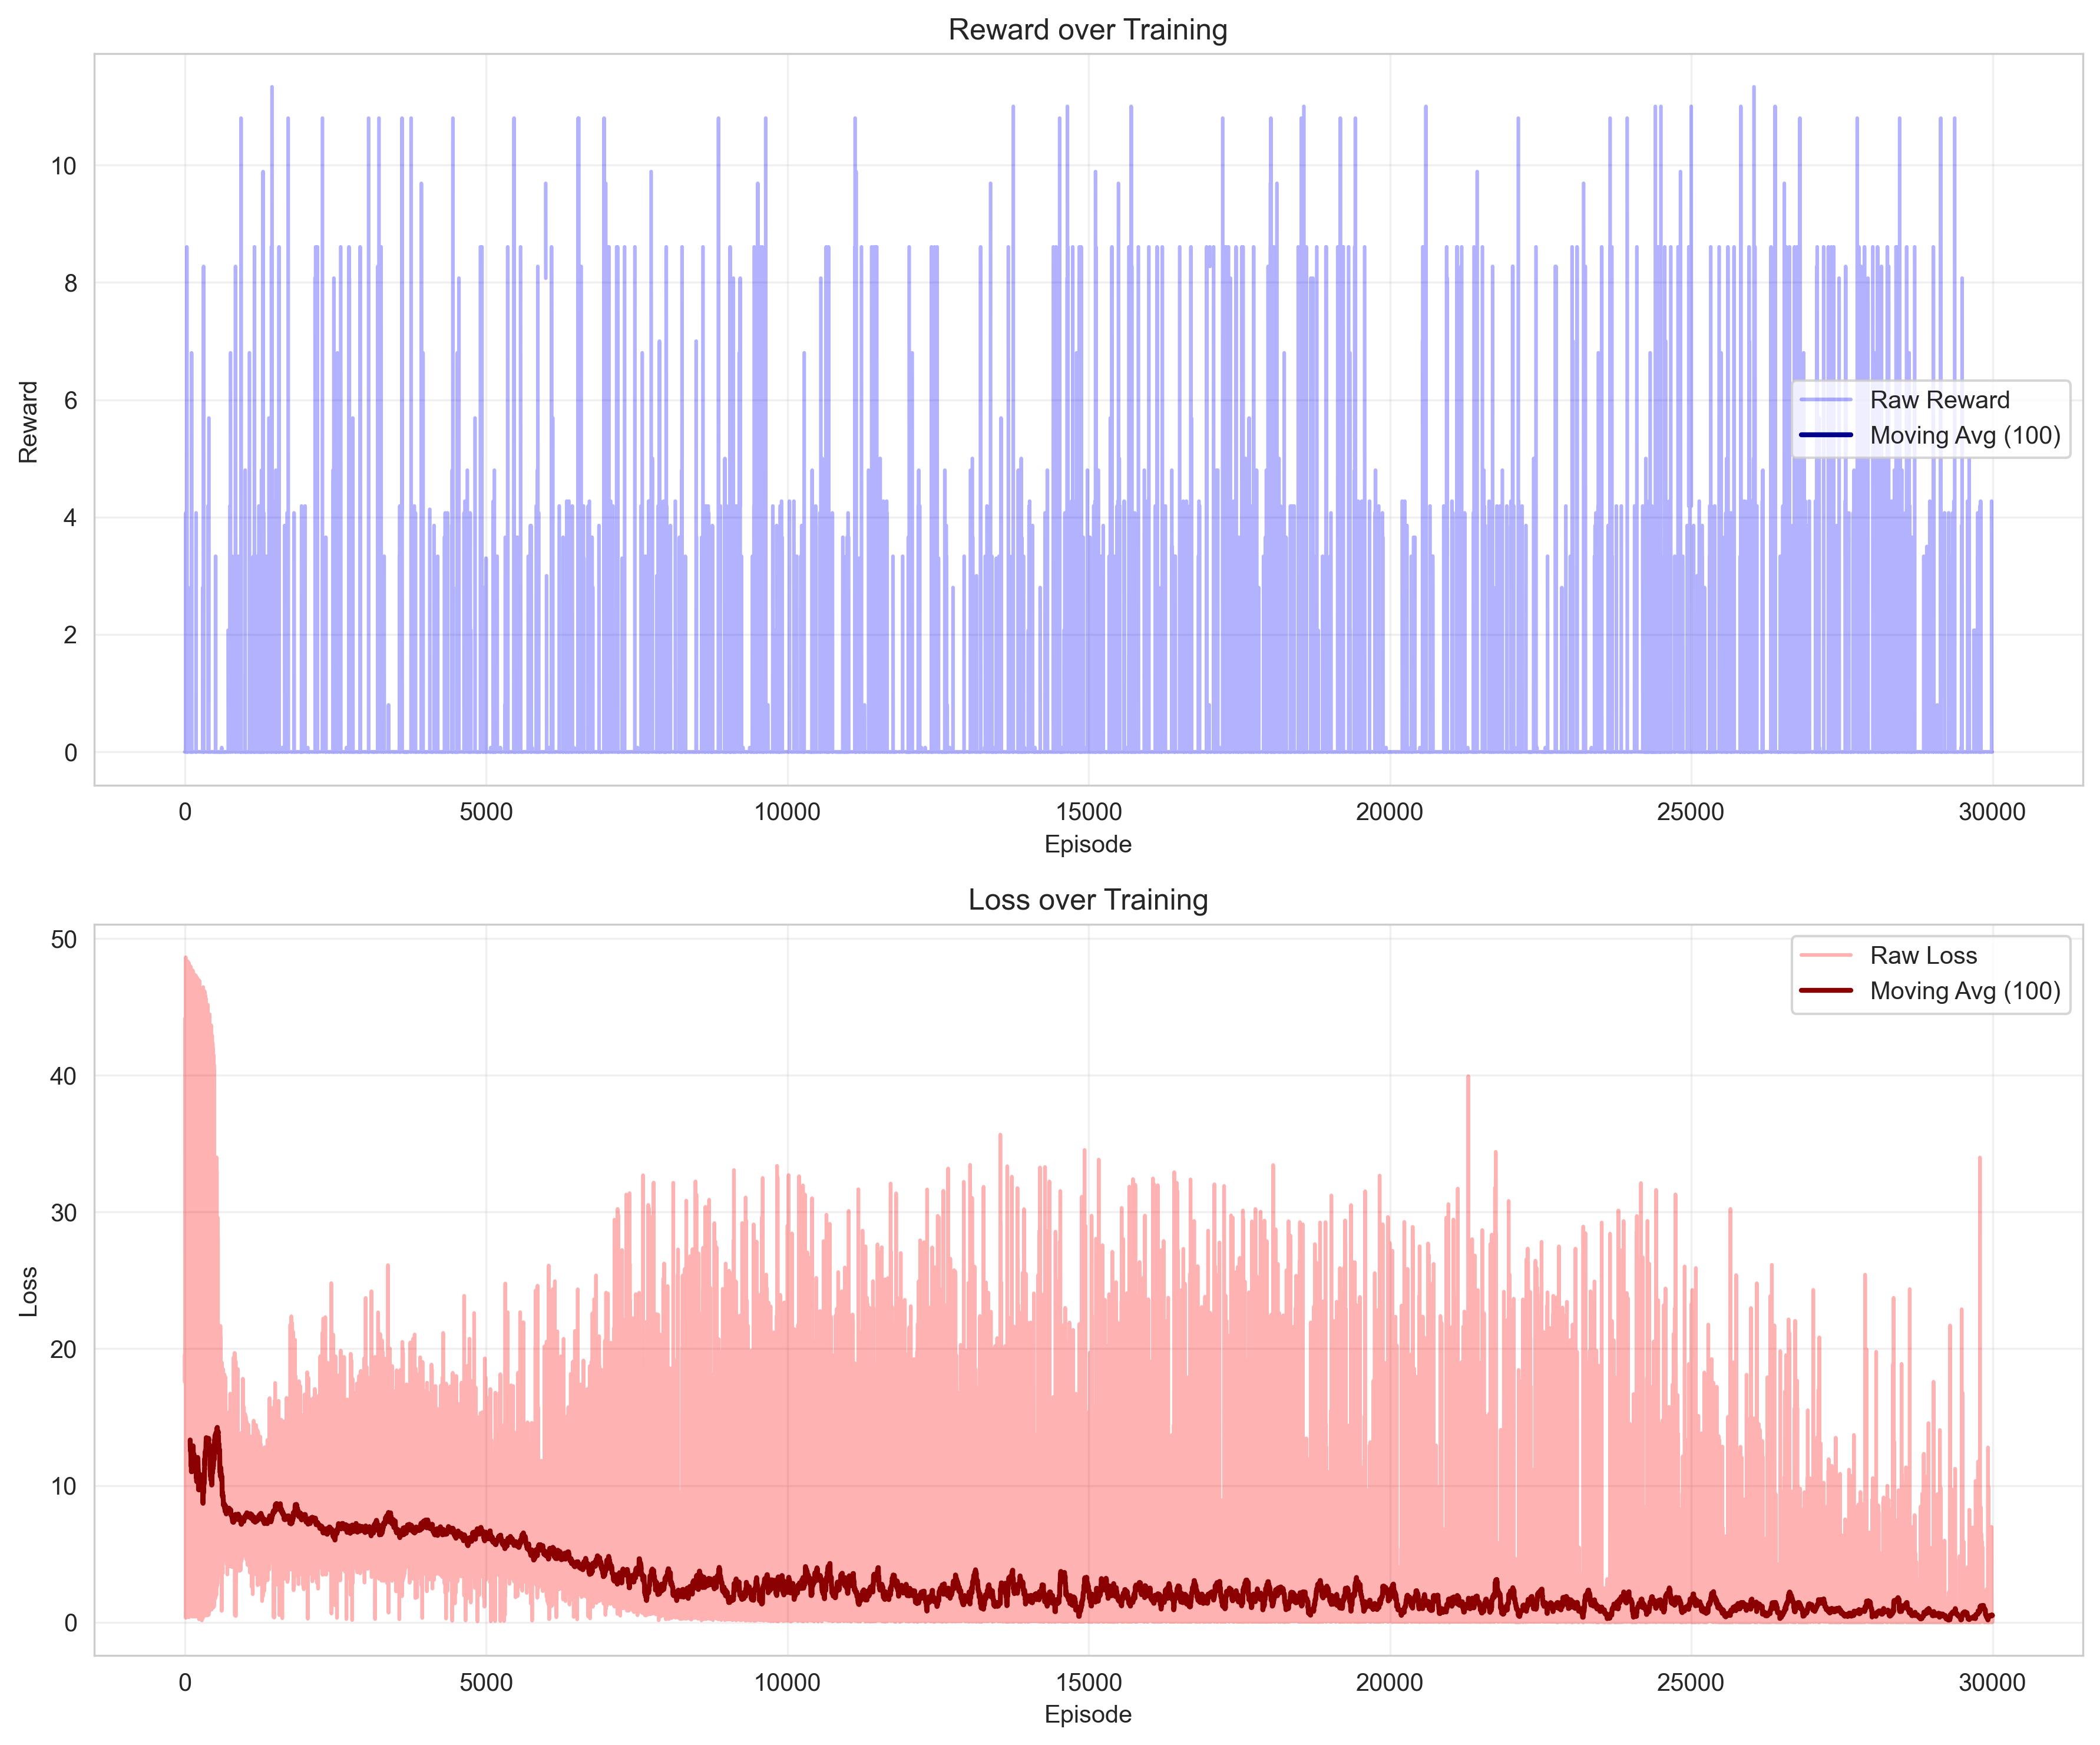 Reward over Training
Reward
10
8
6
4
2
0
Raw Reward
Moving Avg (100)
0 5000 10000 15000 20000 25000 30000
Episode
Loss over Training
Loss
50
40
30
20
10
0
Raw Loss
Moving Avg (100)
0 5000 10000 15000 20000 25000 30000
Episode